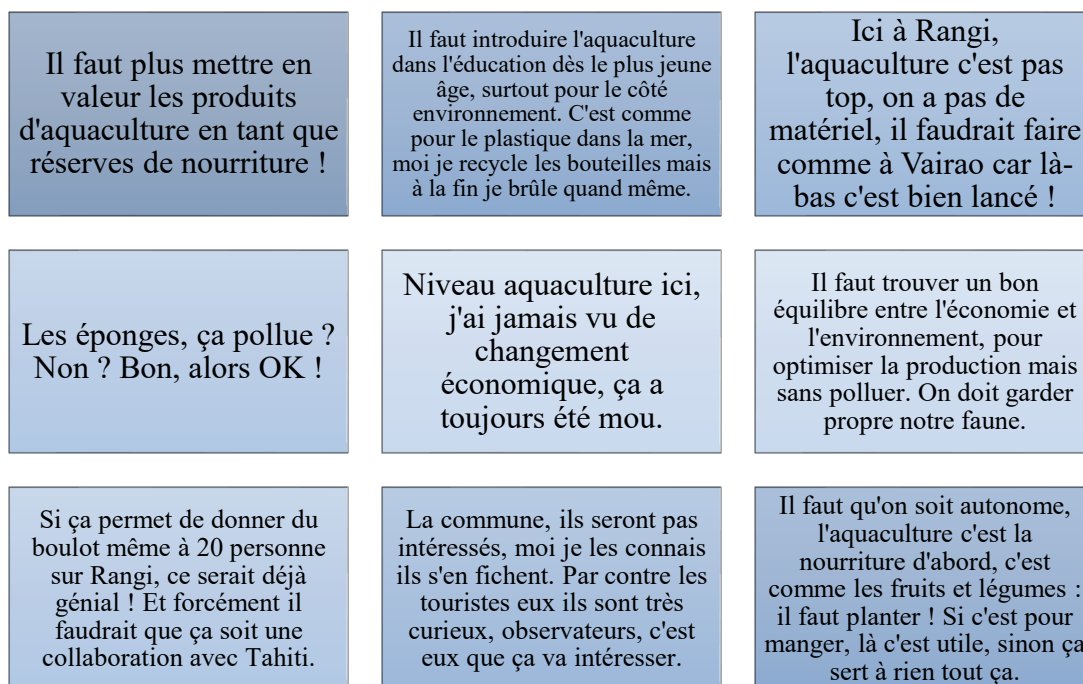 Il faut plus mettre en
valeur les produits
d'aquaculture en tant que
réserves de nourriture !
Il faut introduire l'aquaculture
dans l'éducation dès le plus jeune
âge, surtout pour le côté
environnement. C'est comme
pour le plastique dans la mer,
moi je recycle les bouteilles mais
à la fin je brûle quand même.
Ici à Rangi,
l'aquaculture c'est pas
top, on a pas de
matériel, il faudrait faire
comme à Vairao car là-
bas c'est bien lancé !
Les éponges, ça pollue ?
Non ? Bon, alors OK !
Niveau aquaculture ici,
j'ai jamais vu de
changement
économique, ça a
toujours été mou.
Il faut trouver un bon
équilibre entre l'économie et
l'environnement, pour
optimiser la production mais
sans polluer. On doit garder
propre notre faune.
Si ça permet de donner du
boulot même à 20 personne
sur Rangi, ce serait déjà
génial ! Et forcément il
faudrait que ça soit une
collaboration avec Tahiti.
La commune, ils seront pas
intéressés, moi je les connais
ils s'en fichent. Par contre les
touristes eux ils sont très
curieux, observateurs, c'est
eux que ça va intéresser.
Il faut qu'on soit autonome,
l'aquaculture c'est la
nourriture d'abord, c'est
comme les fruits et légumes :
il faut planter ! Si c'est pour
manger, là c'est utile, sinon ça
sert à rien tout ça.